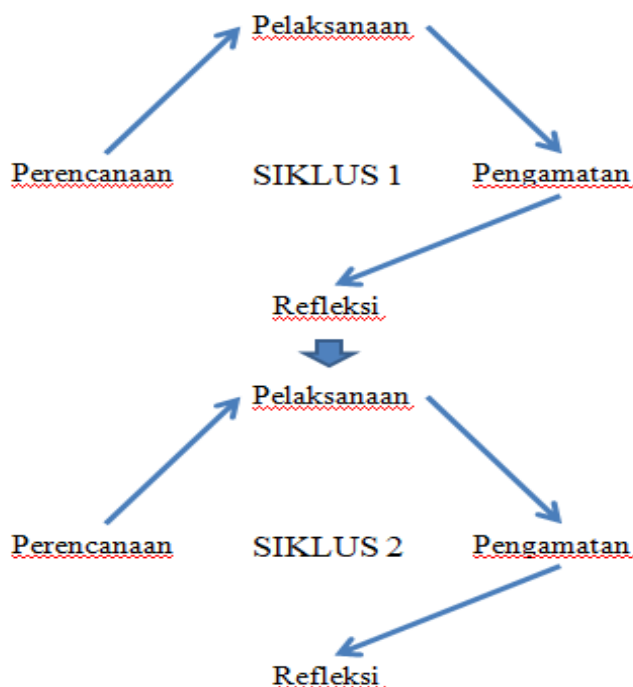 Pelaksanaan
Perencanaan SIKLUS 1 Pengamatan
Refleksi
Pelaksanaan
Perencanaan SIKLUS 2 Pengamatan
Refleksi